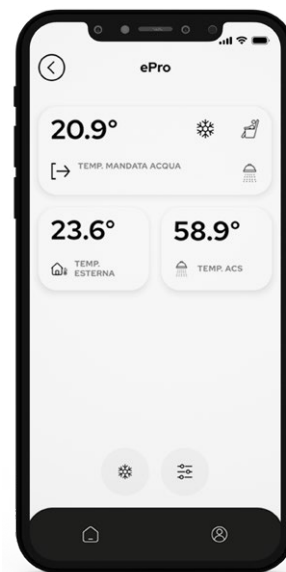 ePro
20.9°
TEMP. MANDATA ACQUA
23.6°
TEMP.
ESTERNA
58.9°
TEMP. ACS